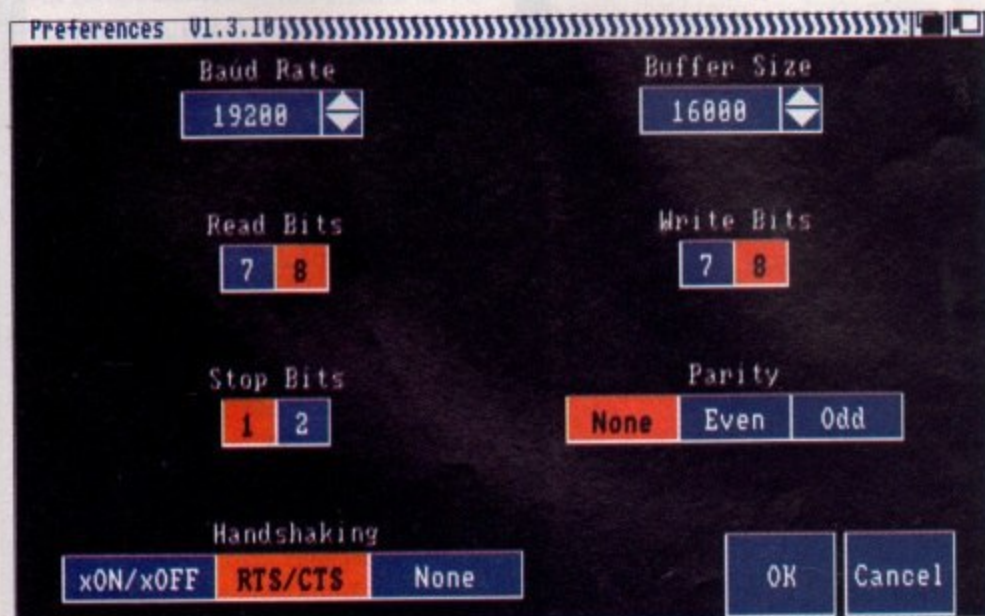 Preferences V1.3.10
Baud Rate
19200
Buffer Size
16000
Read Bits
7 8
Write Bits
7 8
Stop Bits
1 2
Parity
None Even Odd
Handshaking
xON/xOFF RTS/CTS None
OK Cancel